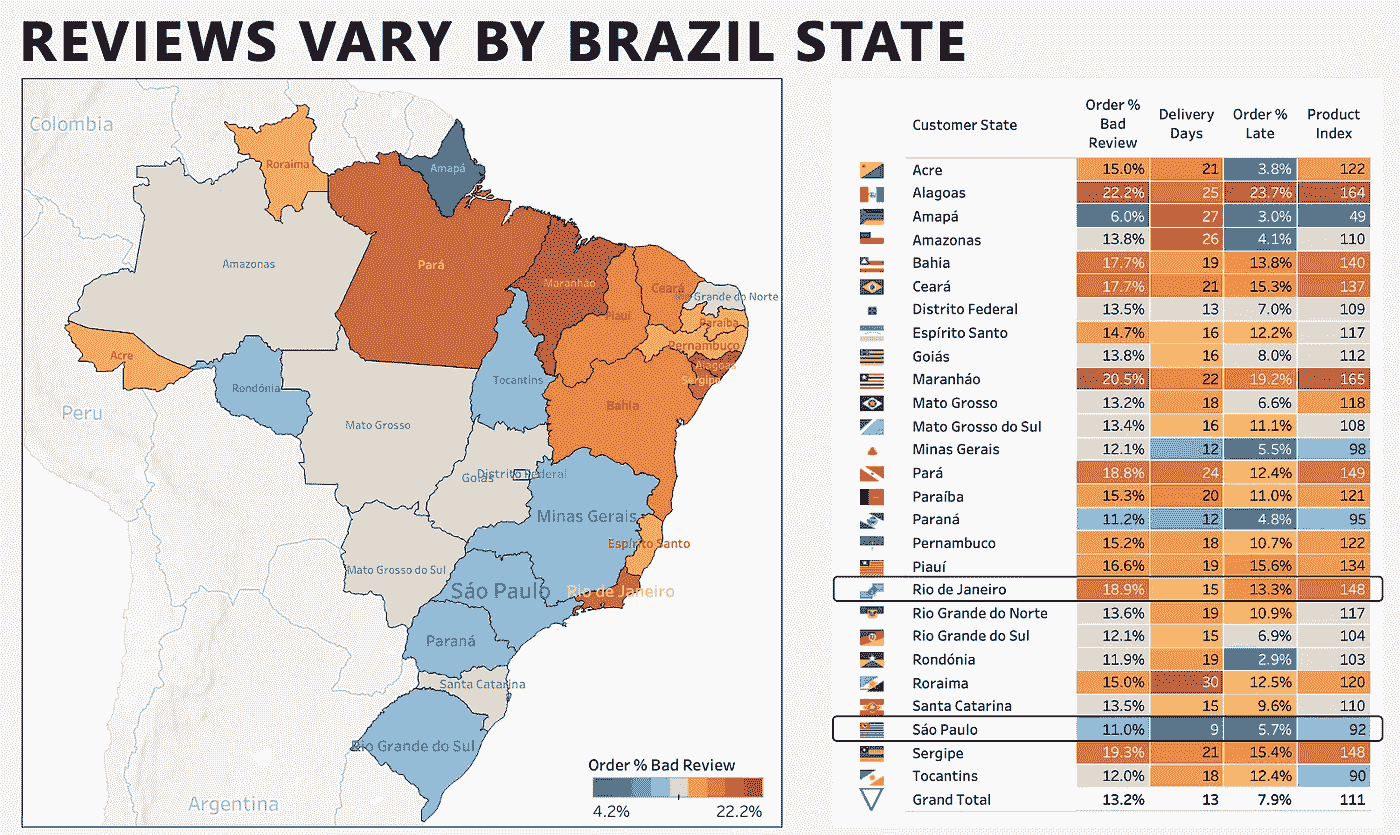 REVIEWS VARY BY BRAZIL STATE
Colombia
Roraima
Amapá
Amazonas
Pará
Maranháo
Ceará
Grande do Norte
Piauí
Paraíba
Pernambuco
Alagoas
Sergipe
Acre
Rondónia
Tocantins
Bahia
Peru
Mato Grosso
Goiás
Distrito Federal
Minas Gerais
Espírito Santo
Mato Grosso do Sul
Sáo Paulo
Rio de Janeiro
Paraná
Santa Catarina
Rio Grande do Sul
Argentina
Order % Bad Review
4.2% 22.2%
Customer State Order % Bad Review Delivery Days Order % Late Product Index
Acre 15.0% 21 3.8% 122
Alagoas 22.2% 25 23.7% 164
Amapá 6.0% 27 3.0% 49
Amazonas 13.8% 26 4.1% 110
Bahia 17.7% 19 13.8% 140
Ceará 17.7% 21 15.3% 137
Distrito Federal 13.5% 13 7.0% 109
Espírito Santo 14.7% 16 12.2% 117
Goiás 13.8% 16 8.0% 112
Maranháo 20.5% 22 19.2% 165
Mato Grosso 13.2% 18 6.6% 118
Mato Grosso do Sul 13.4% 16 11.1% 108
Minas Gerais 12.1% 12 5.5% 98
Pará 18.8% 24 12.4% 149
Paraíba 15.3% 20 11.0% 121
Paraná 11.2% 12 4.8% 95
Pernambuco 15.2% 18 10.7% 122
Piauí 16.6% 19 15.6% 134
Rio de Janeiro 18.9% 15 13.3% 148
Rio Grande do Norte 13.6% 19 10.9% 117
Rio Grande do Sul 12.1% 15 6.9% 104
Rondónia 11.9% 19 2.9% 103
Roraima 15.0% 30 12.5% 120
Santa Catarina 13.5% 15 9.6% 110
Sáo Paulo 11.0% 9 5.7% 92
Sergipe 19.3% 21 15.4% 148
Tocantins 12.0% 18 12.4% 90
Grand Total 13.2% 13 7.9% 111